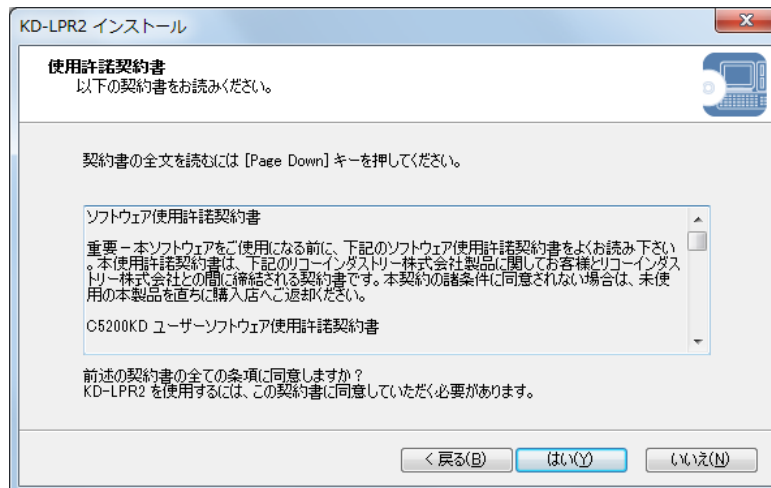 KD-LPR2 インストール
使用許諾契約書
以下の契約書をお読みください。
契約書の全文を読むには [Page Down] キーを押してください。
ソフトウェア使用許諾契約書
重要－本ソフトウェアをご使用になる前に、下記のソフトウェア使用許諾契約書をよくお読み下さい
。本使用許諾契約書は、下記のリコーインダストリー株式会社製品に関してお客様とリコーインダス
トリー株式会社との間に締結される契約書です。本契約の諸条件に同意されない場合は、未使
用の本製品を直ちに購入店へご返却ください。
C5200KD ユーザーソフトウェア使用許諾契約書
前述の契約書の全ての条項に同意しますか？
KD-LPR2 を使用するには、この契約書に同意していただく必要があります。
< 戻る(B) はい(Y) いいえ(N)